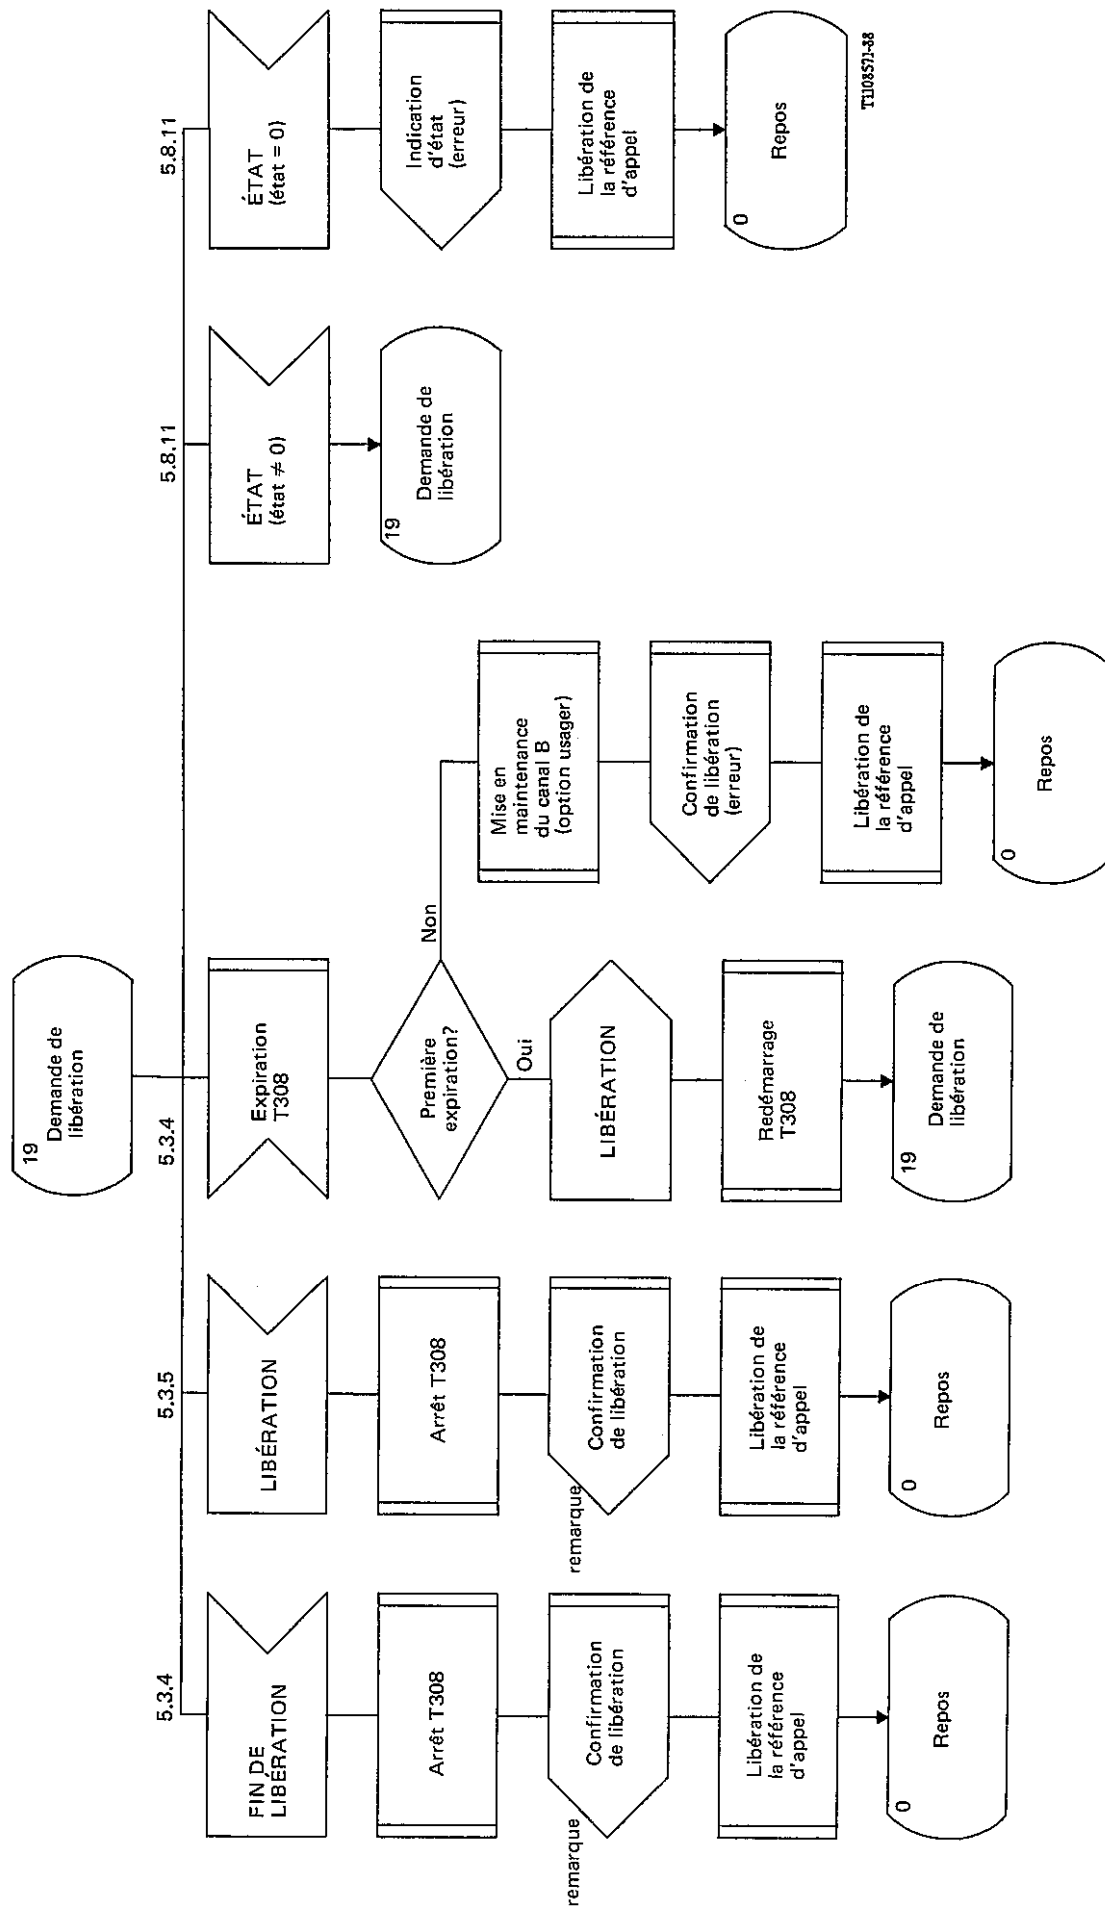 19
Demande de
libération
5.3.4
5.3.5
5.3.4
5.8.11
5.8.11
FIN DE
LIBÉRATION
Arrêt T308
remarque
Confirmation
de libération
Libération de
la référence
d'appel
0
Repos
LIBÉRATION
Arrêt T308
remarque
Confirmation
de libération
Libération de
la référence
d'appel
0
Repos
Expiration
T308
Première
expiration?
Oui
Non
LIBÉRATION
Redémarrage
T308
19
Demande de
libération
Mise en
maintenance
du canal B
(option usager)
Confirmation
de libération
(erreur)
Libération de
la référence
d'appel
0
Repos
ÉTAT
(état ≠ 0)
19
Demande de
libération
ÉTAT
(état = 0)
Indication
d'état
(erreur)
Libération de
la référence
d'appel
0
Repos
T1108571-88